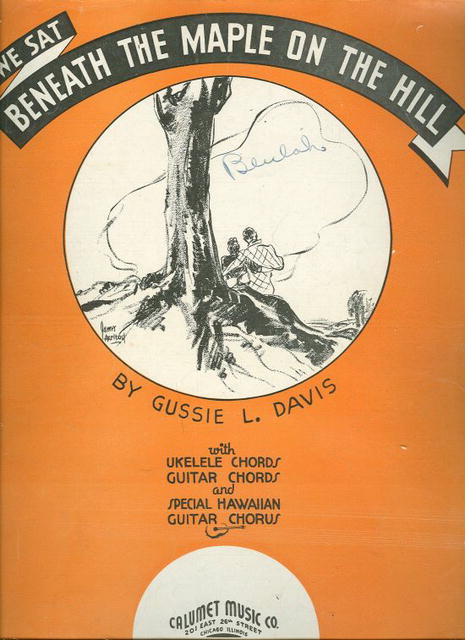 WE SAT
BENEATH THE MAPLE ON THE HILL
Beulah
BY GUSSIE L. DAVIS
with
UKELELE CHORDS
GUITAR CHORDS
and
SPECIAL HAWAIIAN
GUITAR CHORUS
CALUMET MUSIC CO.
201 EAST 26th STREET
CHICAGO ILLINOIS